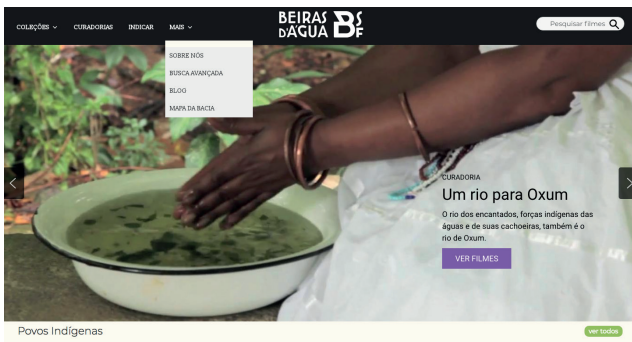 COLEÇÕES
CURADORIAS
INDICAR
MAIS
BEIRAS
D'ÁGUA
BSF
Pesquisar filmes
SOBRE NÓS
BUSCA AVANÇADA
BLOG
MAPA DA BACIA
CURADORIA
Um rio para Oxum
O rio dos encantados, forças indígenas das
águas e de suas cachoeiras, também é o
rio de Oxum.
VER FILMES
Povos Indígenas
ver todos